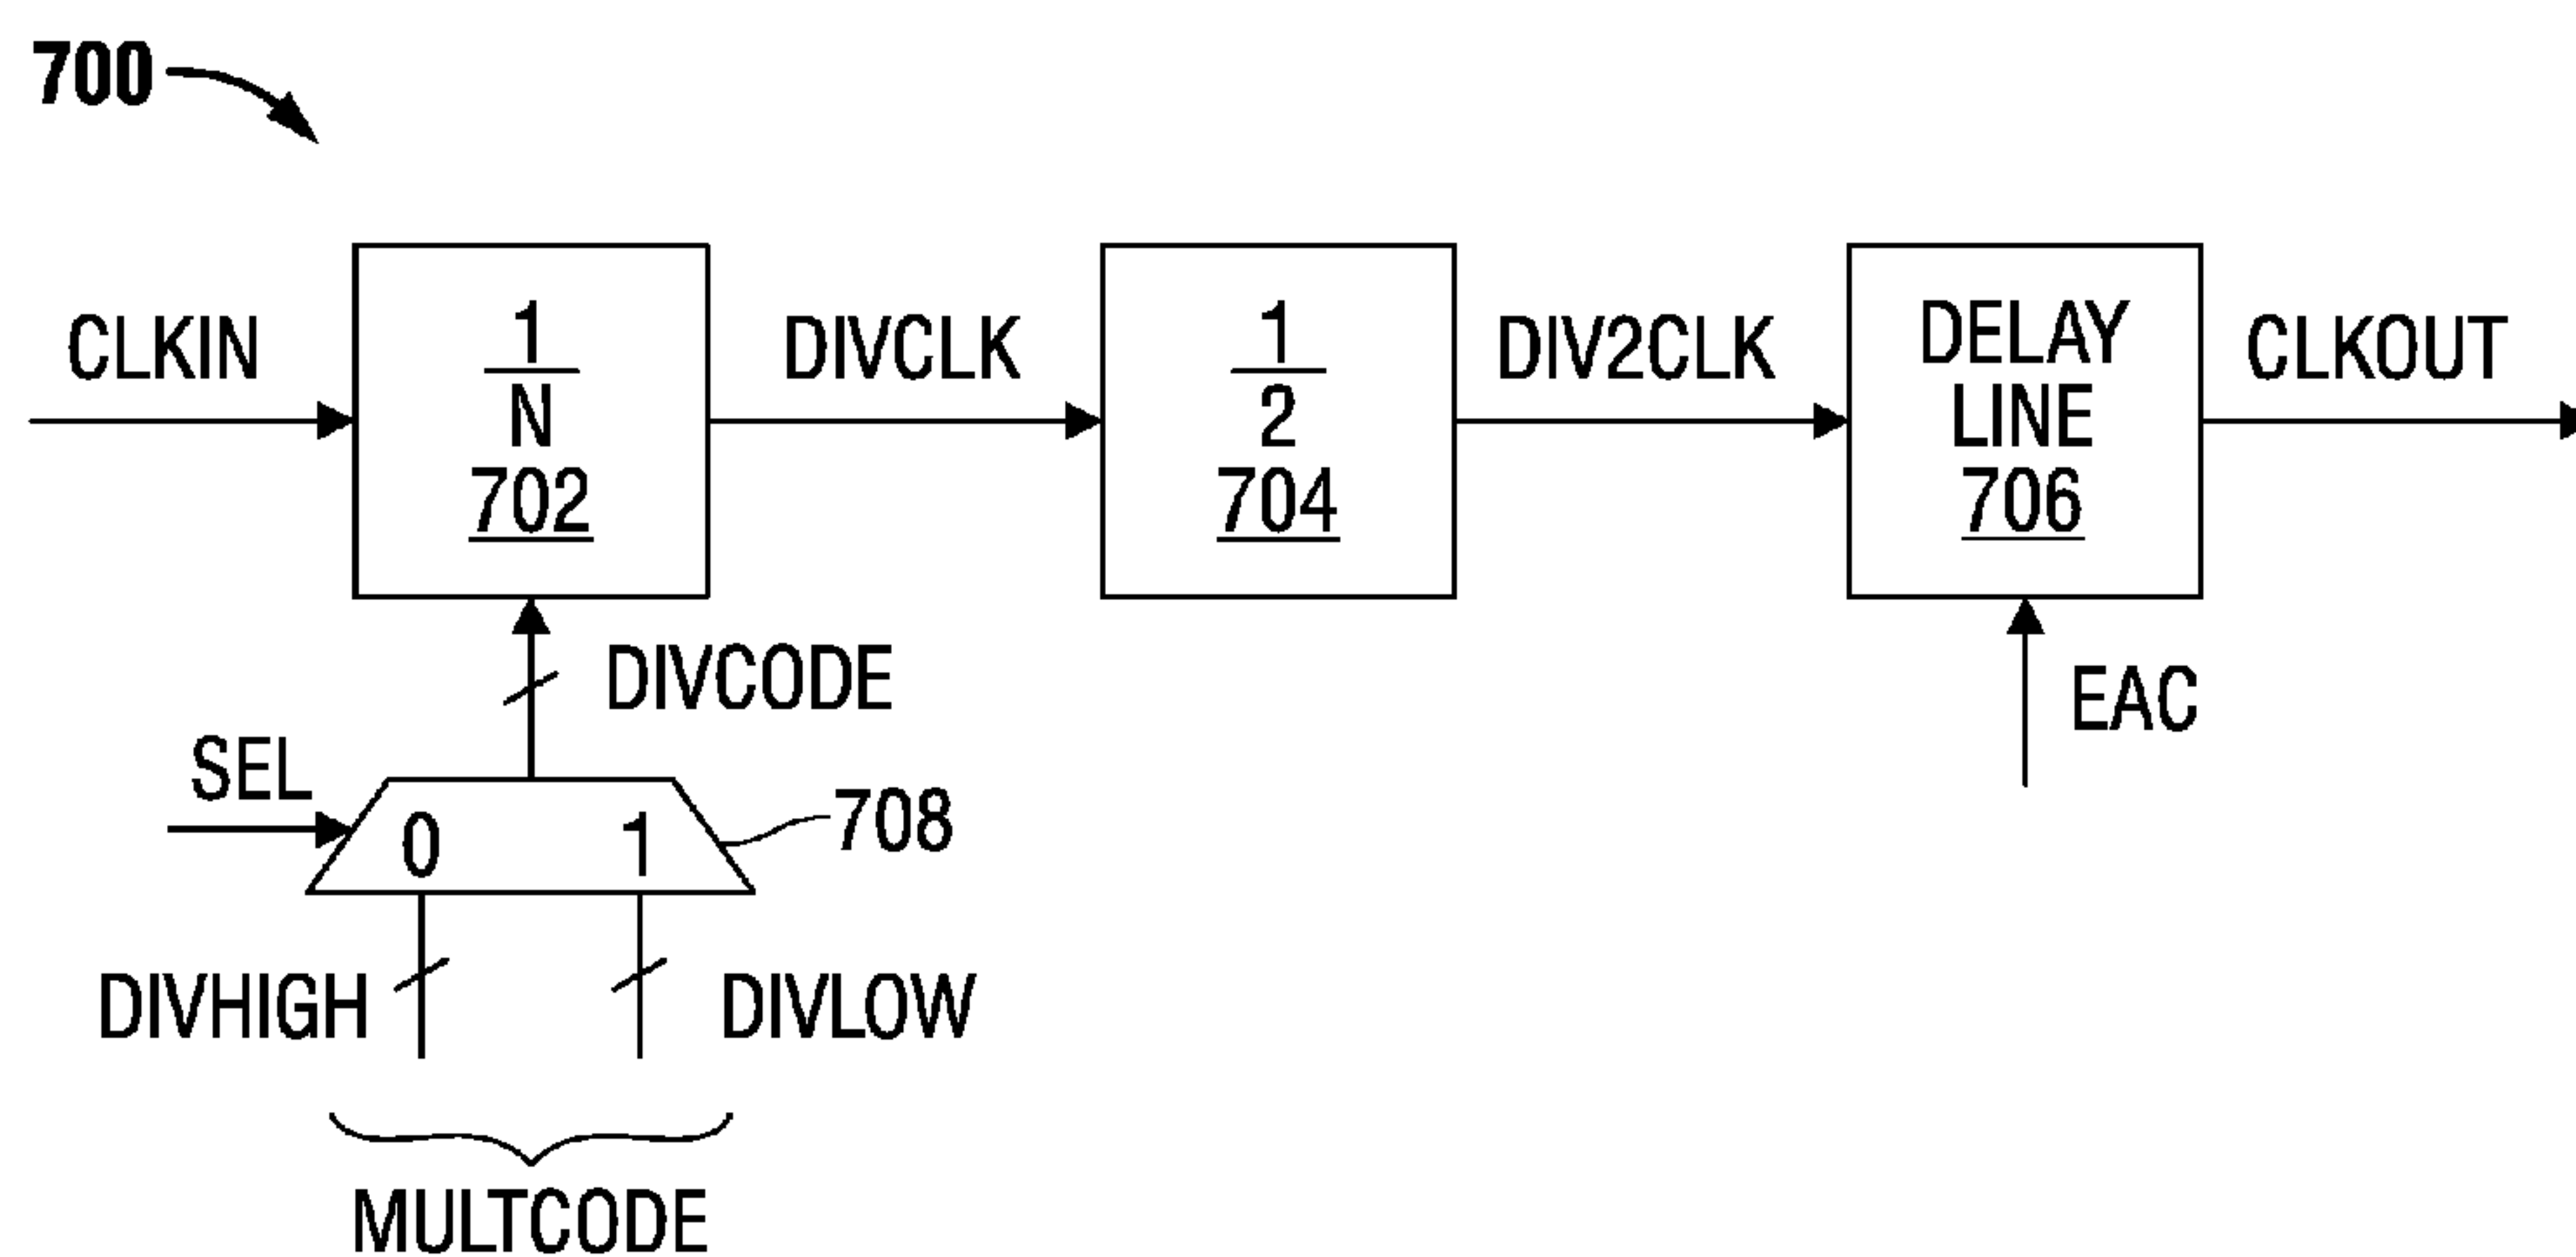 700
CLKIN
1
N
702
DIVCLK
1
2
704
DIV2CLK
DELAY
LINE
706
CLKOUT
DIVCODE
EAC
SEL
0 1
708
DIVHIGH
DIVLOW
MULTCODE